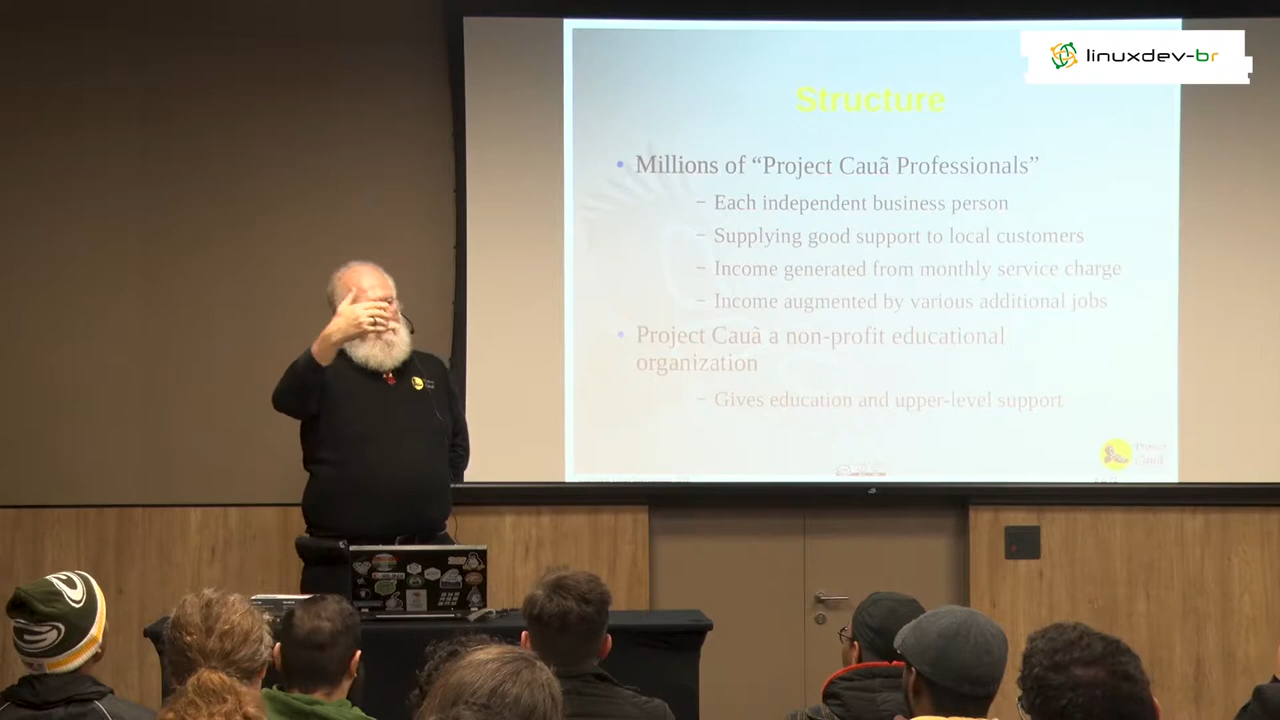 linuxdev-br
Structure
• Millions of “Project Cauã Professionals”
– Each independent business person
– Supplying good support to local customers
– Income generated from monthly service charge
– Income augmented by various additional jobs
• Project Cauã a non-profit educational
organization
– Gives education and upper-level support
Project
Cauã